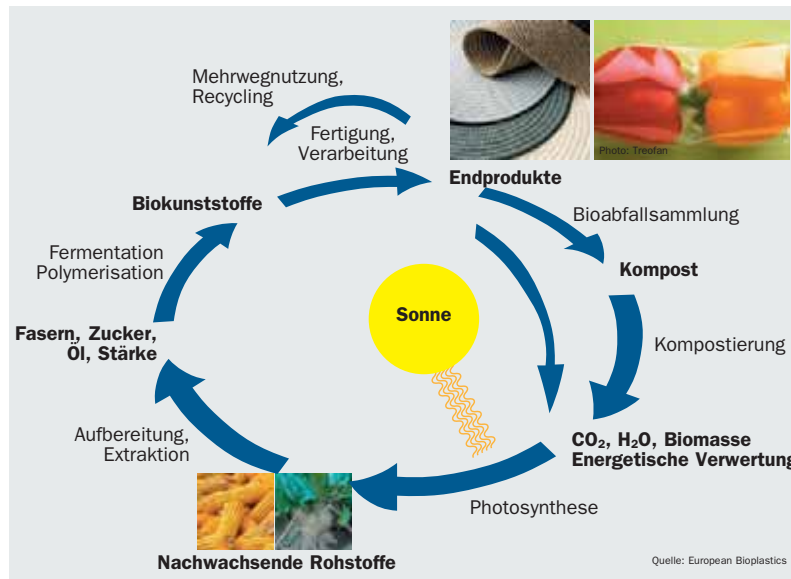 Mehrwegnutzung,
Recycling
Fertigung,
Verarbeitung
Photo: Treofan
Endprodukte
Biokunststoffe
Bioabfallsammlung
Fermentation
Polymerisation
Kompost
Sonne
Fasern, Zucker,
Öl, Stärke
Kompostierung
Aufbereitung,
Extraktion
CO₂, H₂O, Biomasse
Energetische Verwertung
Photosynthese
Nachwachsende Rohstoffe
Quelle: European Bioplastics